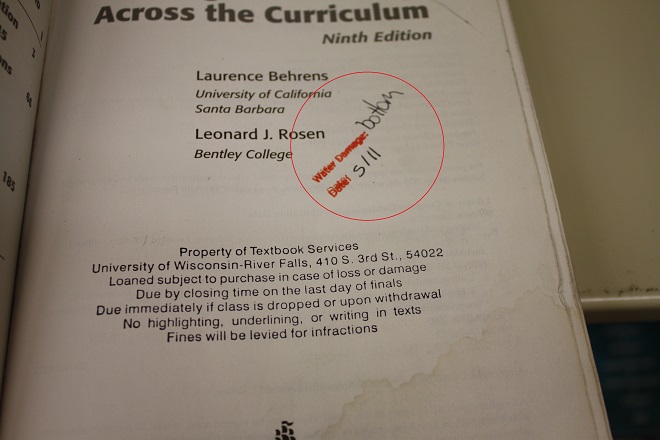 Across the Curriculum
Ninth Edition
Laurence Behrens
University of California
Santa Barbara
Leonard J. Rosen
Bentley College
Water Damage: bottom
Date: 5/11
Property of Textbook Services
University of Wisconsin-River Falls, 410 S. 3rd St., 54022
Loaned subject to purchase in case of loss or damage
Due by closing time on the last day of finals
Due immediately if class is dropped or upon withdrawal
No highlighting, underlining, or writing in texts
Fines will be levied for infractions
185